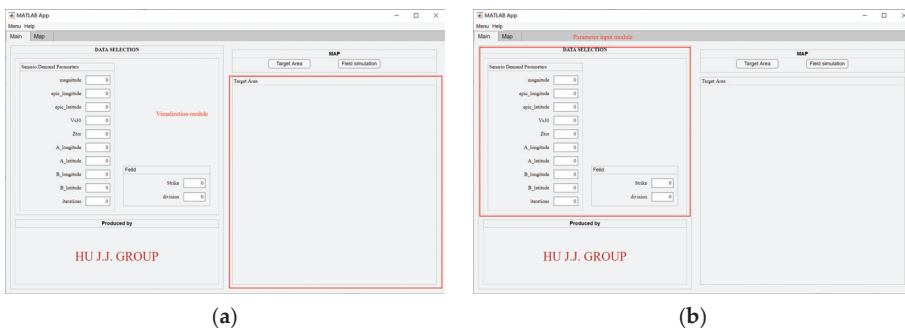 MATLAB App
Menu Help
Main Map
DATA SELECTION
Senario Demand Parameters
magnitude 0
epic_longitude 0
epic_latitude 0
Vs30 0
Ztor 0
A_longitude 0
A_latitude 0
B_longitude 0
B_latitude 0
iterations 0
Visualization module
Feild
Strike 0
division 0
Produced by
HU J.J. GROUP
MAP
Target Area Field simulation
Target Area
(a)
MATLAB App
Menu Help
Main Map
Parameter input module
DATA SELECTION
Senario Demand Parameters
magnitude 0
epic_longitude 0
epic_latitude 0
Vs30 0
Ztor 0
A_longitude 0
A_latitude 0
B_longitude 0
B_latitude 0
iterations 0
Feild
Strike 0
division 0
Produced by
HU J.J. GROUP
MAP
Target Area Field simulation
Target Area
(b)